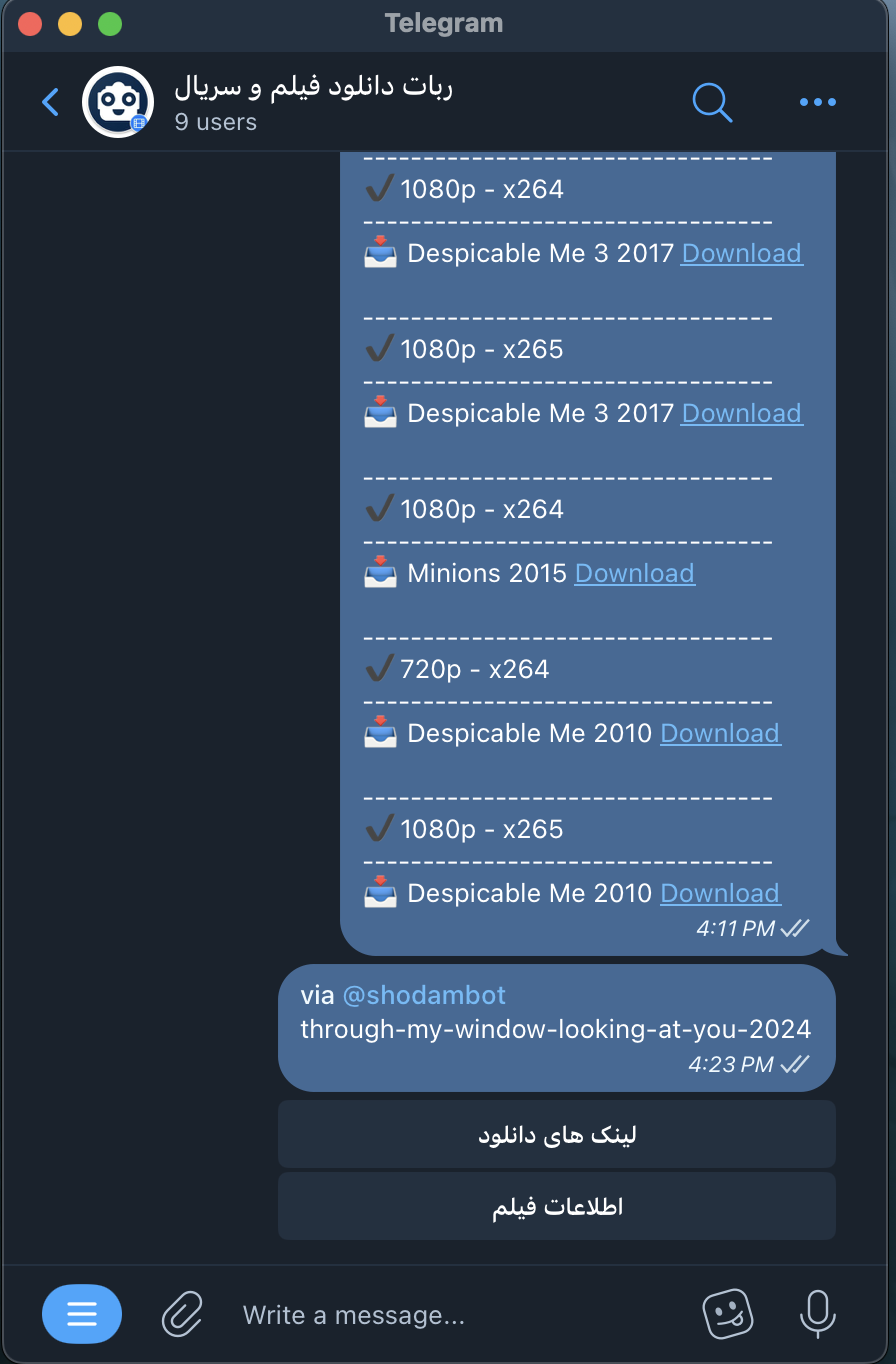 Telegram
ربات دانلود فیلم و سریال
9 users
----------------------------------
✔️1080p - x264
----------------------------------
📥 Despicable Me 3 2017 Download
----------------------------------
✔️1080p - x265
----------------------------------
📥 Despicable Me 3 2017 Download
----------------------------------
✔️1080p - x264
----------------------------------
📥 Minions 2015 Download
----------------------------------
✔️720p - x264
----------------------------------
📥 Despicable Me 2010 Download
----------------------------------
✔️1080p - x265
----------------------------------
📥 Despicable Me 2010 Download
4:11 PM
via @shodambot
through-my-window-looking-at-you-2024
4:23 PM
لینک های دانلود
اطلاعات فیلم
Write a message...